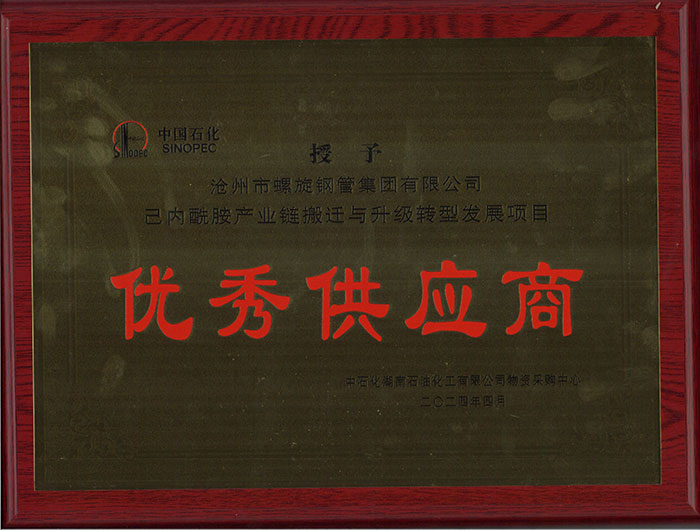 中国石化
SINOPEC
SINOPEC
授予
沧州市螺旋钢管集团有限公司
己内酰胺产业链搬迁与升级转型发展项目
优秀供应商
中石化湖南石油化工有限公司物资采购中心
二〇二四年四月